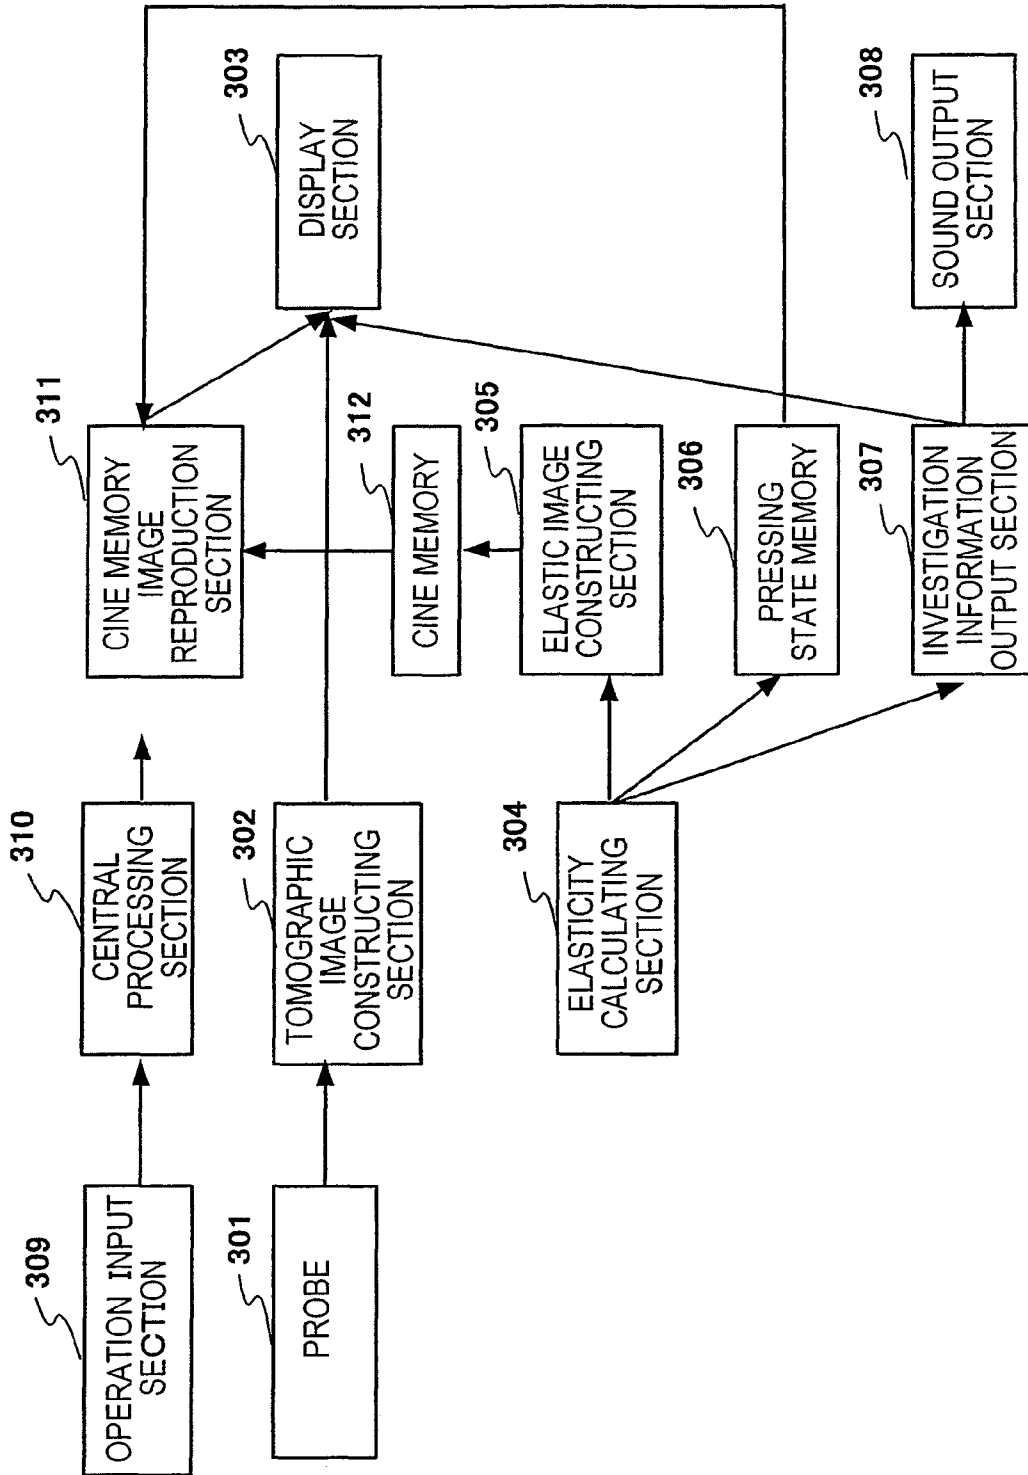 309
OPERATION INPUT
SECTION
310
CENTRAL
PROCESSING
SECTION
311
CINE MEMORY
IMAGE
REPRODUCTION
SECTION
301
PROBE
302
TOMOGRAPHIC
IMAGE
CONSTRUCTING
SECTION
303
DISPLAY
SECTION
312
CINE MEMORY
304
ELASTICITY
CALCULATING
SECTION
305
ELASTIC IMAGE
CONSTRUCTING
SECTION
306
PRESSING
STATE MEMORY
307
INVESTIGATION
INFORMATION
OUTPUT SECTION
308
SOUND OUTPUT
SECTION